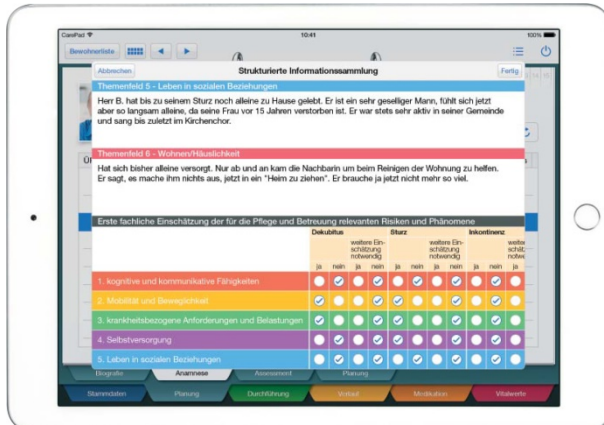 CarePad 10:41 100%
Bewohnerliste
Abbrechen Strukturierte Informationssammlung Fertig
Themenfeld 5 - Leben in sozialen Beziehungen
Herr B. hat bis zu seinem Sturz noch alleine zu Hause gelebt. Er ist ein sehr geselliger Mann, fühlt sich jetzt
aber so langsam alleine, da seine Frau vor 15 Jahren verstorben ist. Er war stets sehr aktiv in seiner Gemeinde
und sang bis zuletzt im Kirchenchor.
Themenfeld 6 - Wohnen/Häuslichkeit
Hat sich bisher alleine versorgt. Nur ab und an kam die Nachbarin um beim Reinigen der Wohnung zu helfen.
Er sagt, es mache ihm nichts aus, jetzt in ein "Heim zu ziehen". Er brauche ja jetzt nicht mehr so viel.
Erste fachliche Einschätzung der für die Pflege und Betreuung relevanten Risiken und Phänomene
Dekubitus Sturz Inkontinenz
weitere Ein- weitere Ein- weite
schätzung schätzung schät
notwendig notwendig notw
ja nein ja nein ja nein ja nein ja nein ja
1. kognitive und kommunikative Fähigkeiten
2. Mobilität und Beweglichkeit
3. krankheitsbezogene Anforderungen und Belastungen
4. Selbstversorgung
5. Leben in sozialen Beziehungen
Biografie Anamnese Assessment Planung
Stammdaten Planung Durchführung Verlauf Medikation Vitalwerte